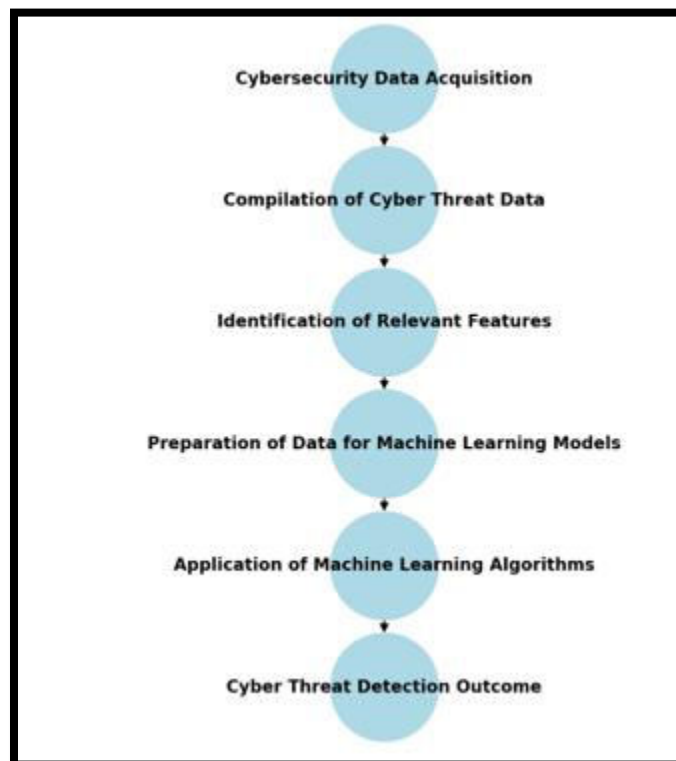 Cybersecurity Data Acquisition
Compilation of Cyber Threat Data
Identification of Relevant Features
Preparation of Data for Machine Learning Models
Application of Machine Learning Algorithms
Cyber Threat Detection Outcome